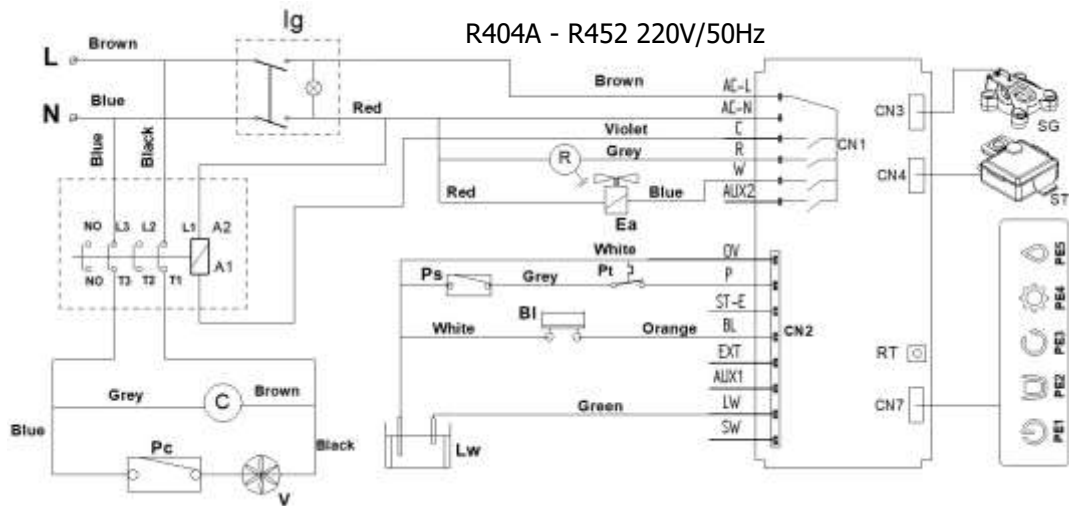 R404A - R452 220V/50Hz
Ig
L Brown
N Blue
Red
Blue
Black
Brown AC-L
AC-N
Violet C
Grey R
R
W
Red
Blue
AUX2
Ea
CN1
CN3
SG
CN4
ST
NO L3 L2 L1 A2
A1
NO T3 T2 T1
White 0V
Ps Grey Pt P
ST-E
Bl
White Orange BL
CN2
EXT
AUX1
Green LW
SW
Lw
RT
CN7
PE5
PE4
PE3
PE2
PE1
Grey C Brown
Blue
Pc
Black
V